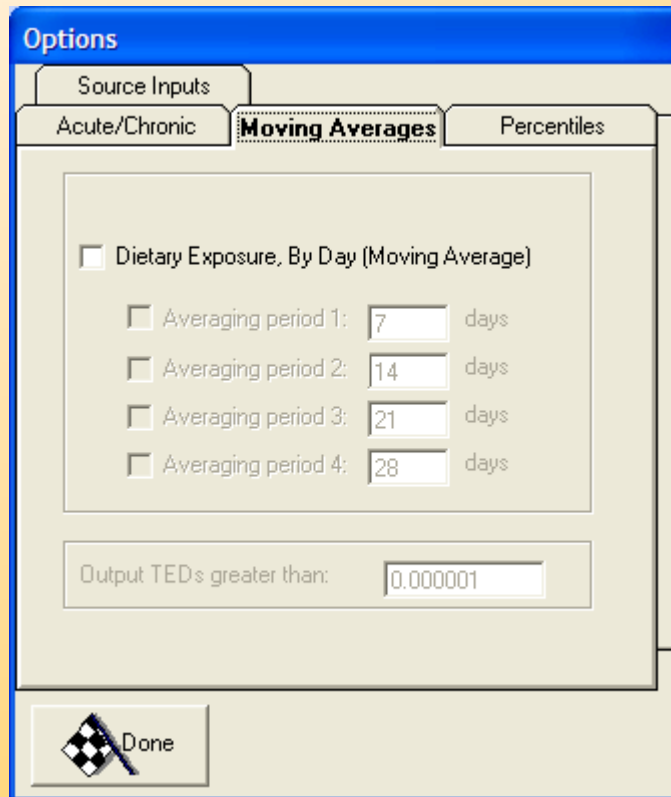 Options
Source Inputs
Acute/Chronic Moving Averages Percentiles
Dietary Exposure, By Day (Moving Average)
Averaging period 1: 7 days
Averaging period 2: 14 days
Averaging period 3: 21 days
Averaging period 4: 28 days
Output TEDs greater than: 0.000001
Done